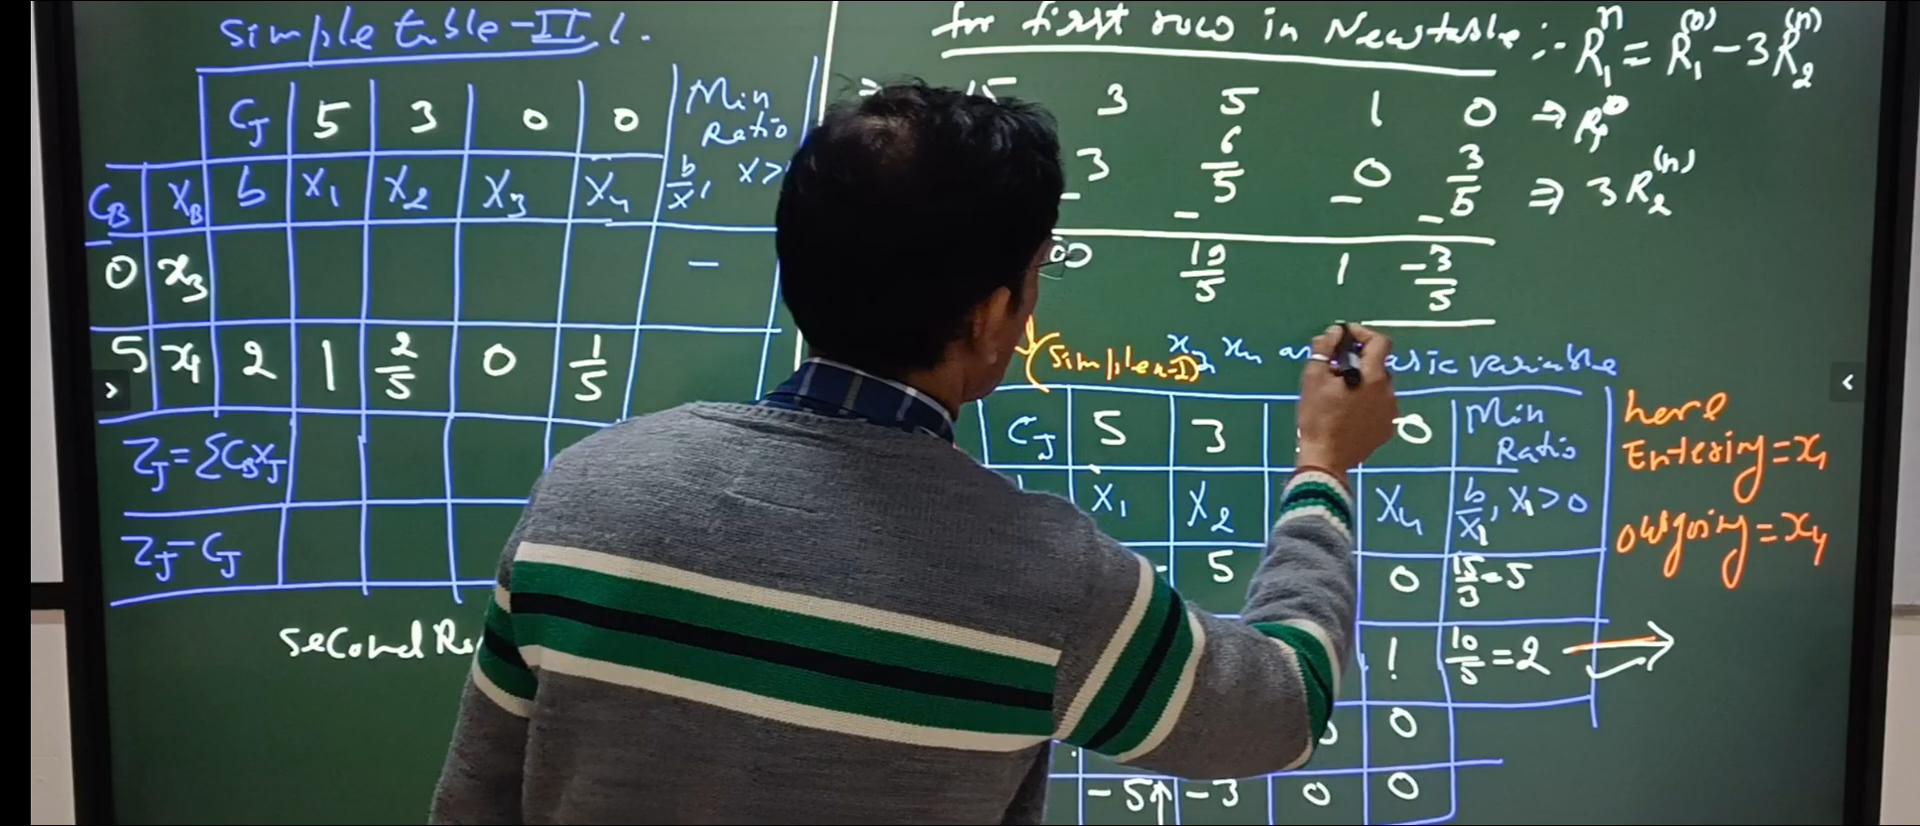 Simple table-II
CJ 5 3 0 0 Min Ratio
CB XB b X1 X2 X3 X4 b/X, X>
0 x3 –
5 x1 2 1 2/5 0 1/5
ZJ = ΣCBXJ
ZJ - CJ
Second
for first row in New table :- R1^n = R1^(0) - 3R2^(n)
15 3 5 1 0 ⇒ R1^0
3 6/5 0 3/5 ⇒ 3R2^(n)
– – – –
0 19/5 1 -3/5
(Simplex-I)
variable
CJ 5 3 0 Min Ratio
X1 X2 X4 b/X1, X1>0
5 0 15/3=5
1 10/5=2
0
-5↑ -3 0 0
here
Entering = x1
outgoing = x4